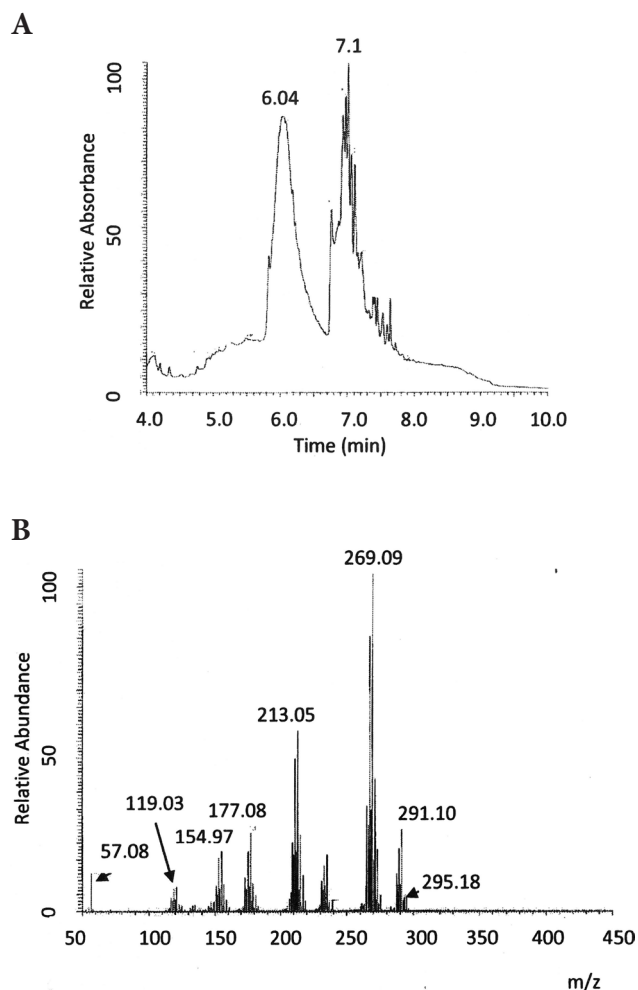 A
7.1
6.04
100
50
0
Relative Absorbance
4.0 5.0 6.0 7.0 8.0 9.0 10.0
Time (min)
B
269.09
100
213.05
50
119.03
177.08
154.97
57.08
291.10
295.18
0
Relative Abundance
50 100 150 200 250 300 350 400 450
m/z